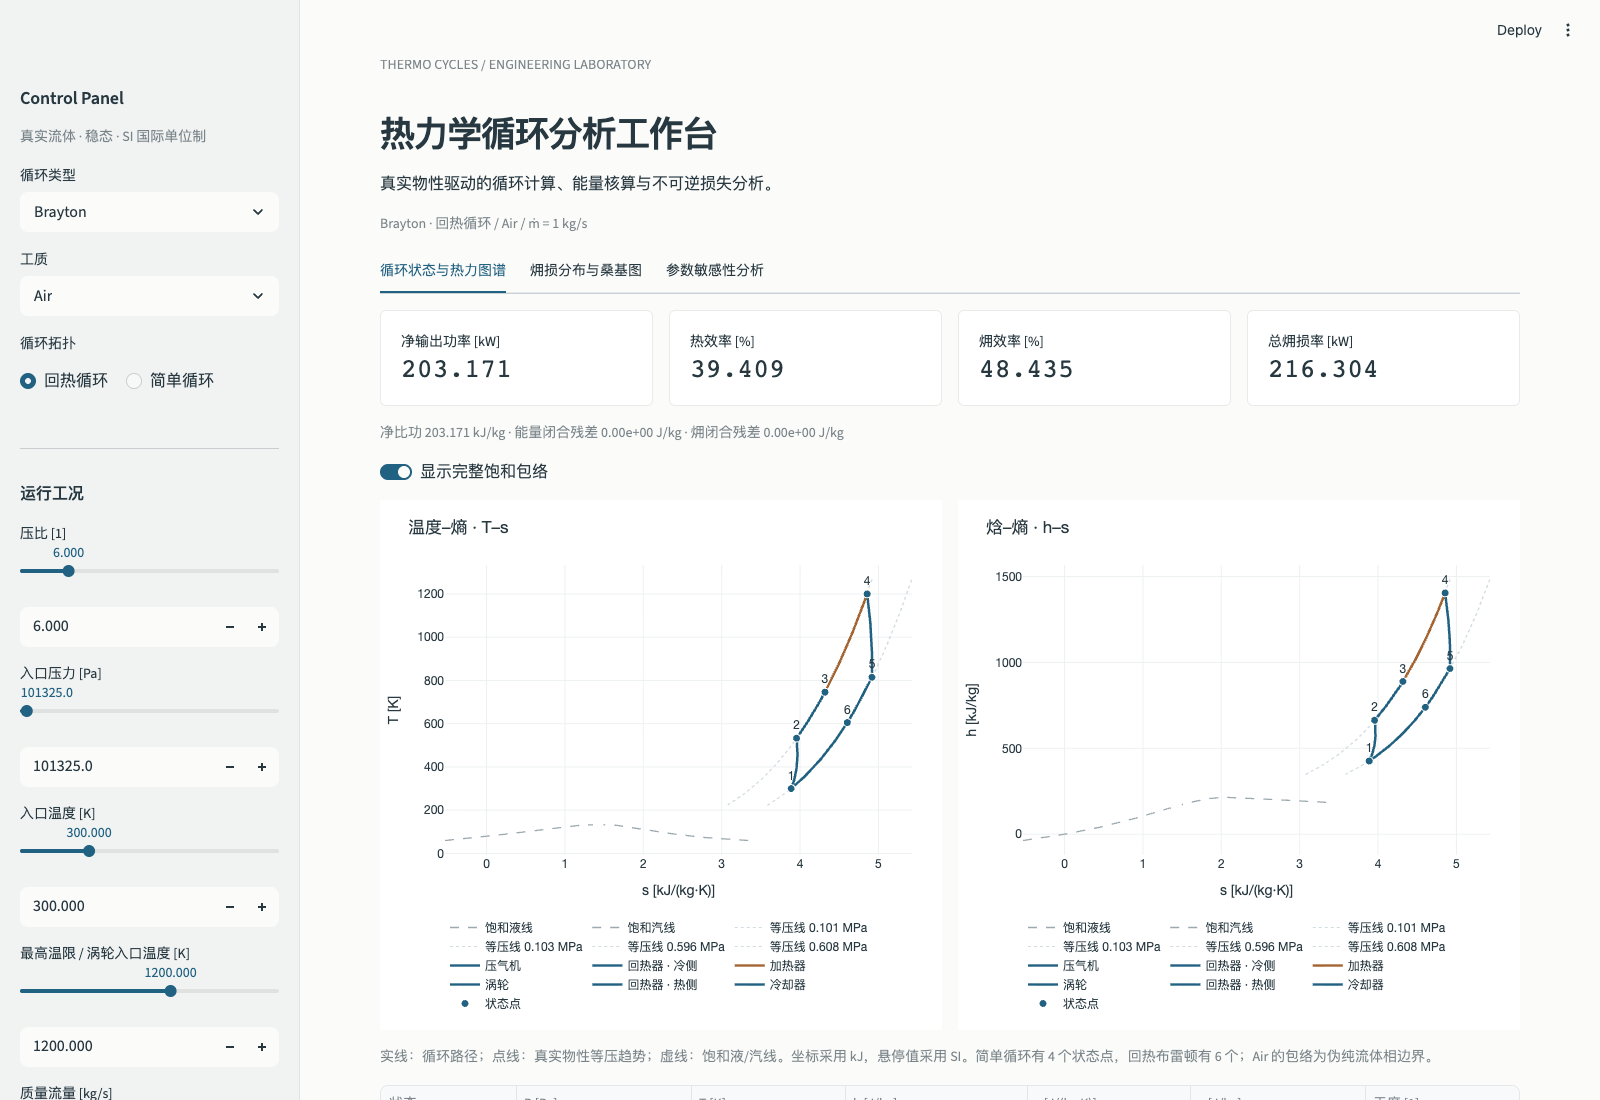 Deploy
Control Panel
真实流体 · 稳态 · SI 国际单位制
循环类型
Brayton
工质
Air
循环拓扑
回热循环 简单循环
运行工况
压比 [1]
6.000
6.000
入口压力 [Pa]
101325.0
101325.0
入口温度 [K]
300.000
300.000
最高温限 / 涡轮入口温度 [K]
1200.000
1200.000
质量流量 [kg/s]
THERMO CYCLES / ENGINEERING LABORATORY
热力学循环分析工作台
真实物性驱动的循环计算、能量核算与不可逆损失分析。
Brayton · 回热循环 / Air / ṁ = 1 kg/s
循环状态与热力图谱 㶲损分布与桑基图 参数敏感性分析
净输出功率 [kW]
203.171
热效率 [%]
39.409
㶲效率 [%]
48.435
总㶲损率 [kW]
216.304
净比功 203.171 kJ/kg · 能量闭合残差 0.00e+00 J/kg · 㶲闭合残差 0.00e+00 J/kg
显示完整饱和包络
温度–熵 · T–s
T [K]
1200
1000
800
600
400
200
0
4
5
3
6
2
1
0 1 2 3 4 5
s [kJ/(kg·K)]
饱和液线 饱和汽线 等压线 0.101 MPa
等压线 0.103 MPa 等压线 0.596 MPa 等压线 0.608 MPa
压气机 回热器 · 冷侧 加热器
涡轮 回热器 · 热侧 冷却器
状态点
焓–熵 · h–s
h [kJ/kg]
1500
1000
500
0
4
5
3
6
2
1
0 1 2 3 4 5
s [kJ/(kg·K)]
饱和液线 饱和汽线 等压线 0.101 MPa
等压线 0.103 MPa 等压线 0.596 MPa 等压线 0.608 MPa
压气机 回热器 · 冷侧 加热器
涡轮 回热器 · 热侧 冷却器
状态点
实线：循环路径；点线：真实物性等压趋势；虚线：饱和液/汽线。坐标采用 kJ，悬停值采用 SI。简单循环有 4 个状态点，回热布雷顿有 6 个；Air 的包络为伪纯流体相边界。